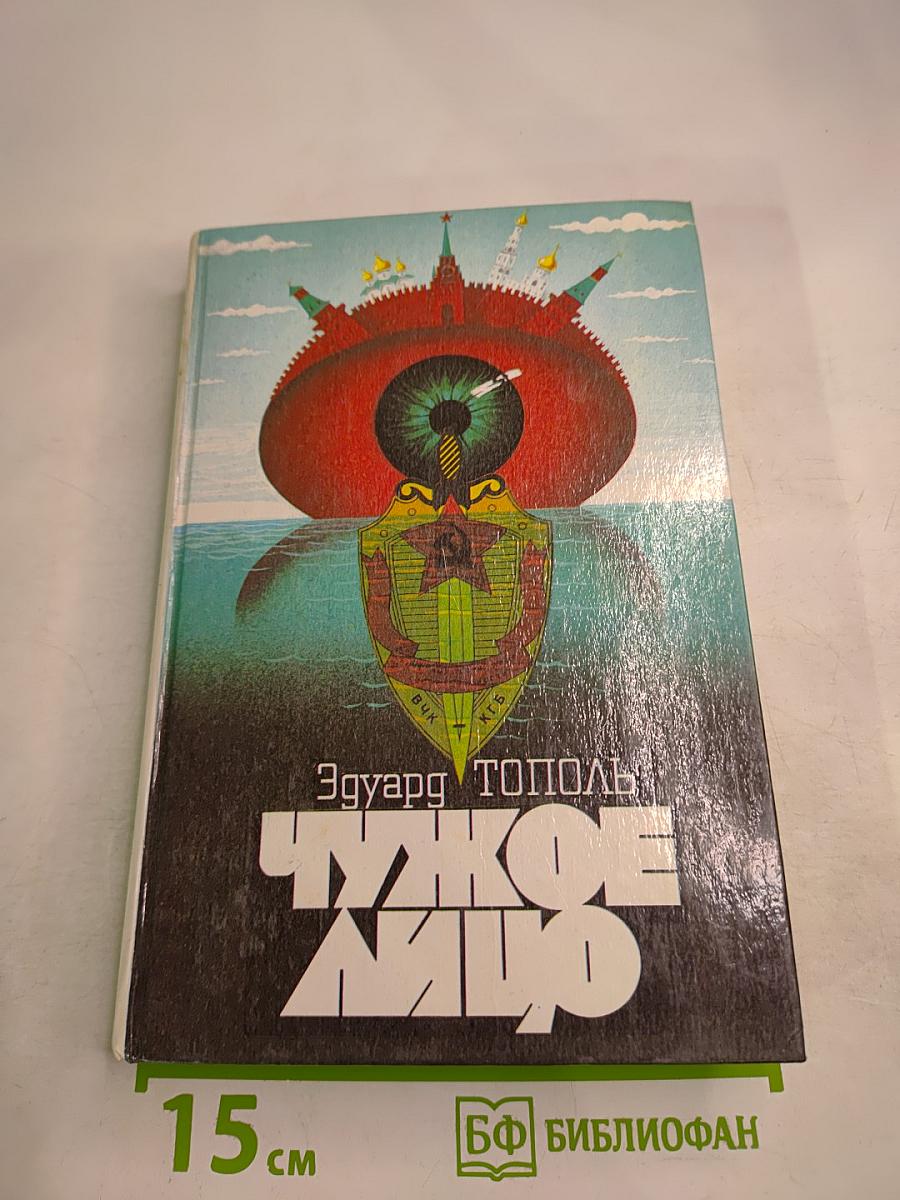 ВЧК КГБ
Эдуард ТОПОЛЬ
ЧУЖОЕ
ЛИЦО
15 см
БФ БИБЛИОФАН